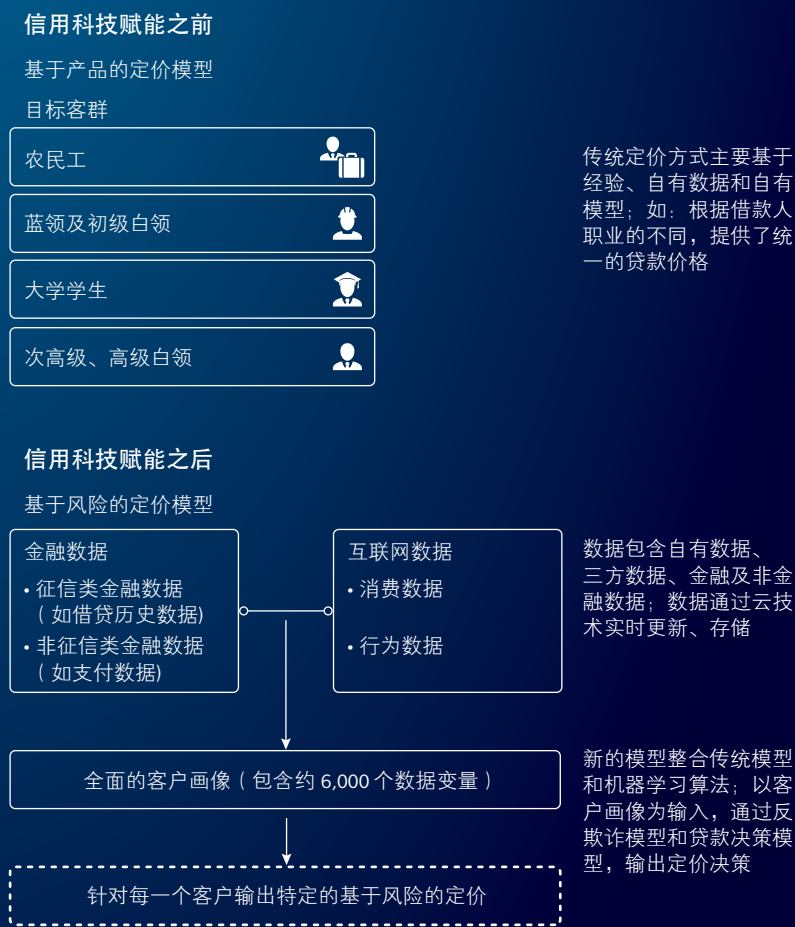 信用科技赋能之前
基于产品的定价模型
目标客群
农民工
蓝领及初级白领
大学学生
次高级、高级白领
传统定价方式主要基于
经验、自有数据和自有
模型；如：根据借款人
职业的不同，提供了统
一的贷款价格
信用科技赋能之后
基于风险的定价模型
金融数据
• 征信类金融数据
（如借贷历史数据)
• 非征信类金融数据
（如支付数据)
互联网数据
• 消费数据
• 行为数据
数据包含自有数据、
三方数据、金融及非金
融数据；数据通过云技
术实时更新、存储
全面的客户画像（包含约 6,000 个数据变量）
新的模型整合传统模型
和机器学习算法；以客
户画像为输入，通过反
欺诈模型和贷款决策模
型，输出定价决策
针对每一个客户输出特定的基于风险的定价